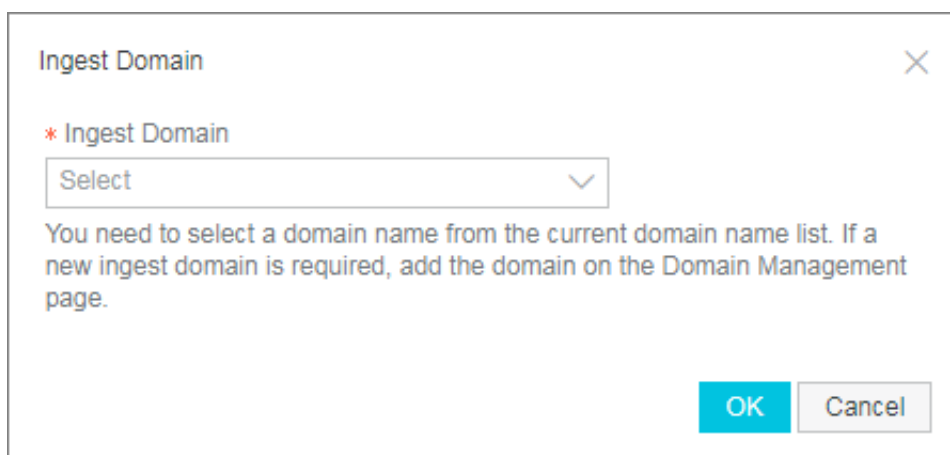 Ingest Domain
* Ingest Domain
Select
You need to select a domain name from the current domain name list. If a
new ingest domain is required, add the domain on the Domain Management
page.
OK Cancel